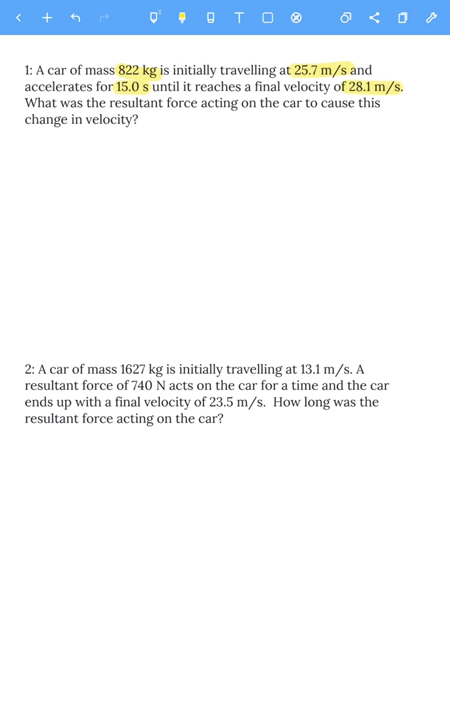 1: A car of mass 822 kg is initially travelling at 25.7 m/s and
accelerates for 15.0 s until it reaches a final velocity of 28.1 m/s.
What was the resultant force acting on the car to cause this
change in velocity?
2: A car of mass 1627 kg is initially travelling at 13.1 m/s. A
resultant force of 740 N acts on the car for a time and the car
ends up with a final velocity of 23.5 m/s.  How long was the
resultant force acting on the car?